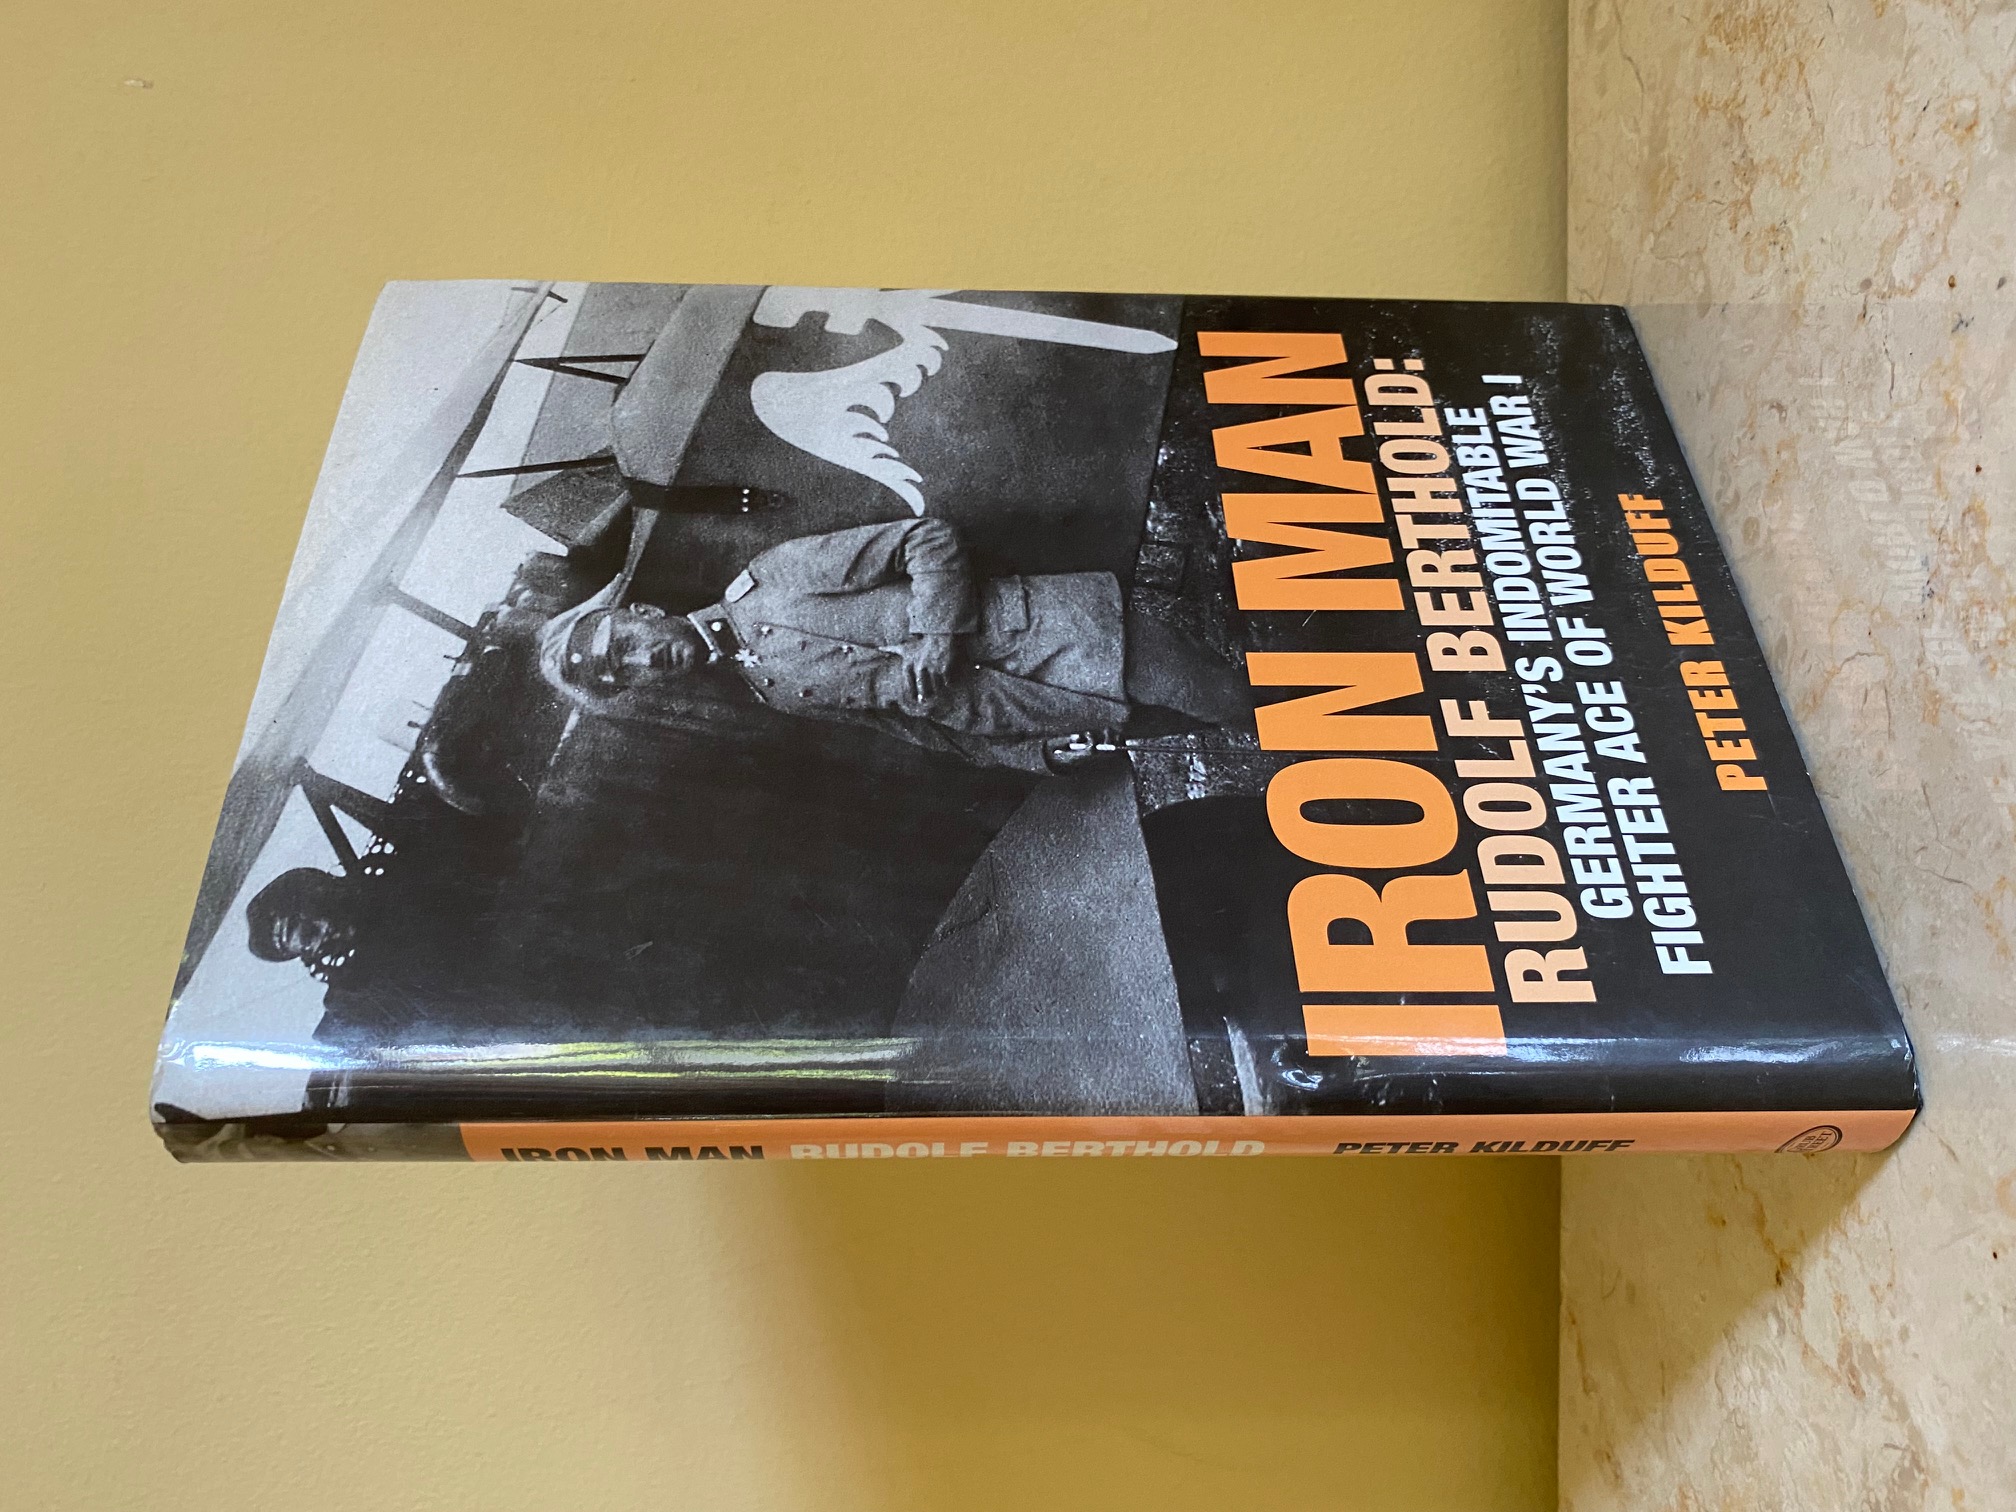 IRON MAN
RUDOLF BERTHOLD:
GERMANY'S INDOMITABLE
FIGHTER ACE OF WORLD WAR I
PETER KILDUFF
IRON MAN RUDOLF BERTHOLD PETER KILDUFF